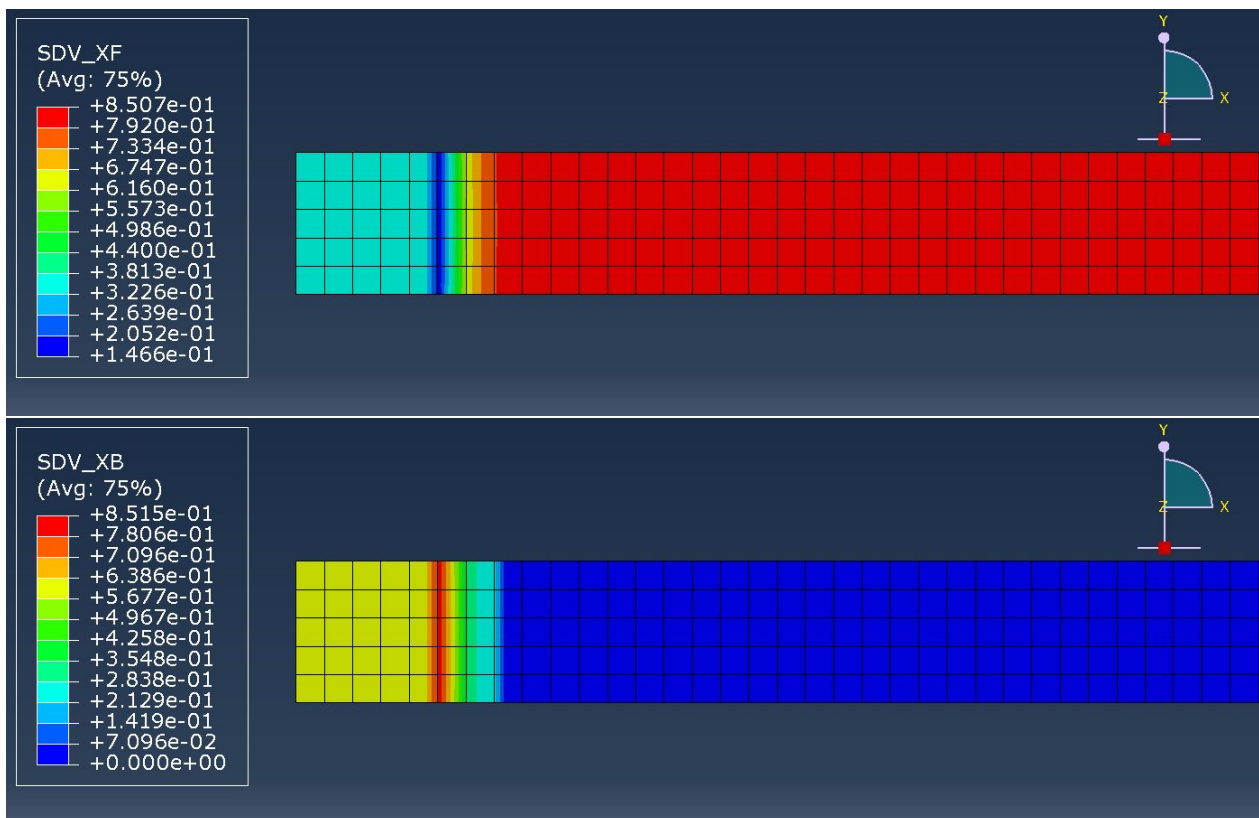 SDV_XF
(Avg: 75%)
+8.507e-01
+7.920e-01
+7.334e-01
+6.747e-01
+6.160e-01
+5.573e-01
+4.986e-01
+4.400e-01
+3.813e-01
+3.226e-01
+2.639e-01
+2.052e-01
+1.466e-01
Y
Z X
SDV_XB
(Avg: 75%)
+8.515e-01
+7.806e-01
+7.096e-01
+6.386e-01
+5.677e-01
+4.967e-01
+4.258e-01
+3.548e-01
+2.838e-01
+2.129e-01
+1.419e-01
+7.096e-02
+0.000e+00
Y
Z X